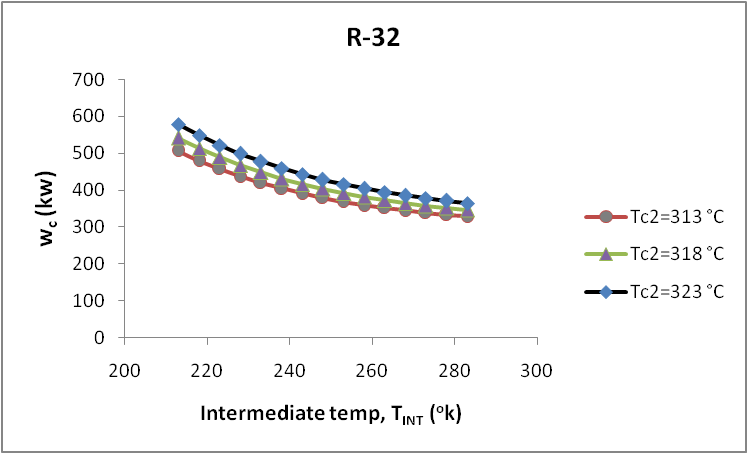 R-32
700
600
500
400
300
200
100
0
200 220 240 260 280 300
wc (kw)
Intermediate temp, TINT (ok)
Tc2=313 °C
Tc2=318 °C
Tc2=323 °C